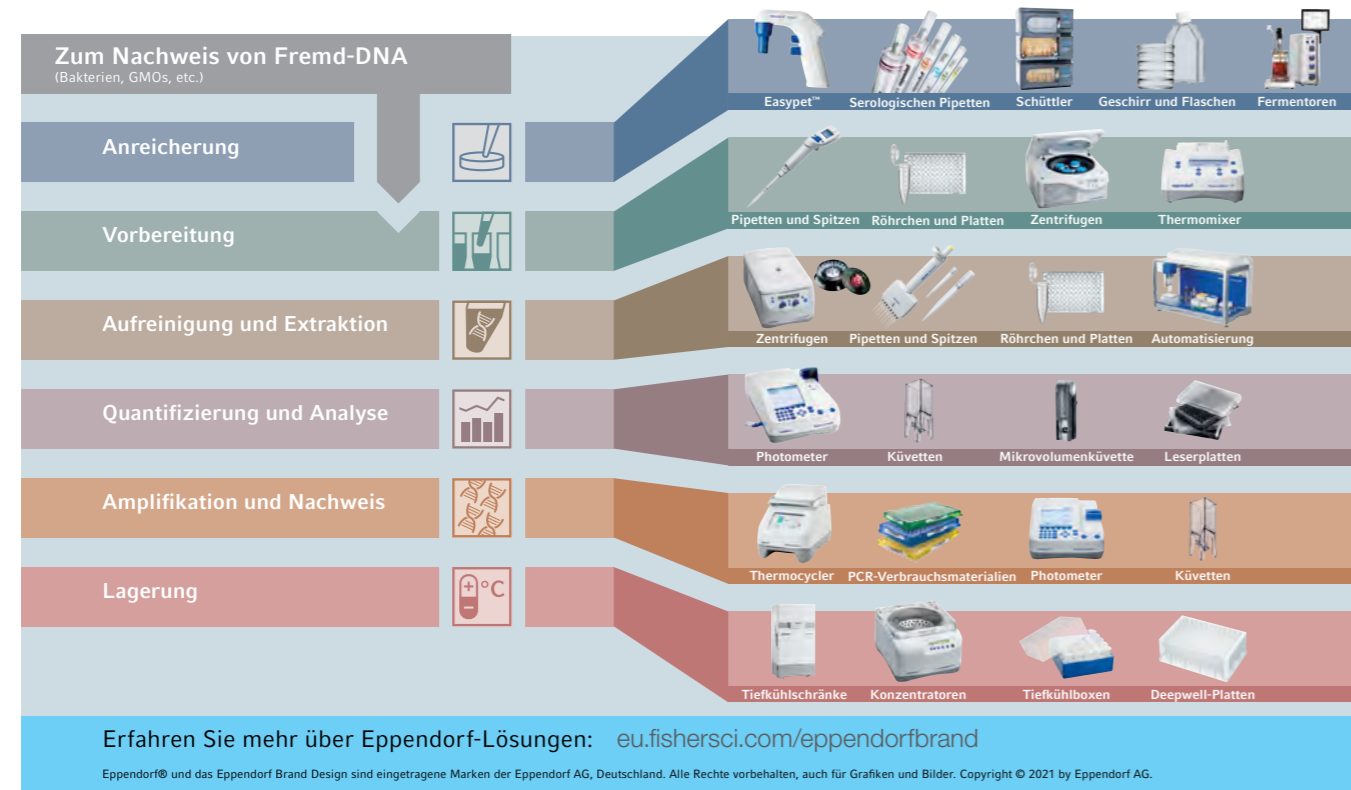 Zum Nachweis von Fremd-DNA
(Bakterien, GMOs, etc.)
Anreicherung
Easypet™ Serologischen Pipetten Schüttler Geschirr und Flaschen Fermentoren
Vorbereitung
Pipetten und Spitzen Röhrchen und Platten Zentrifugen Thermomixer
Aufreinigung und Extraktion
Zentrifugen Pipetten und Spitzen Röhrchen und Platten Automatisierung
Quantifizierung und Analyse
Photometer Küvetten Mikrovolumenküvette Leserplatten
Amplifikation und Nachweis
Thermocycler PCR-Verbrauchsmaterialien Photometer Küvetten
Lagerung
°C
Tiefkühlschränke Konzentratoren Tiefkühlboxen Deepwell-Platten
Erfahren Sie mehr über Eppendorf-Lösungen: eu.fishersci.com/eppendorfbrand
Eppendorf® und das Eppendorf Brand Design sind eingetragene Marken der Eppendorf AG, Deutschland. Alle Rechte vorbehalten, auch für Grafiken und Bilder. Copyright © 2021 by Eppendorf AG.